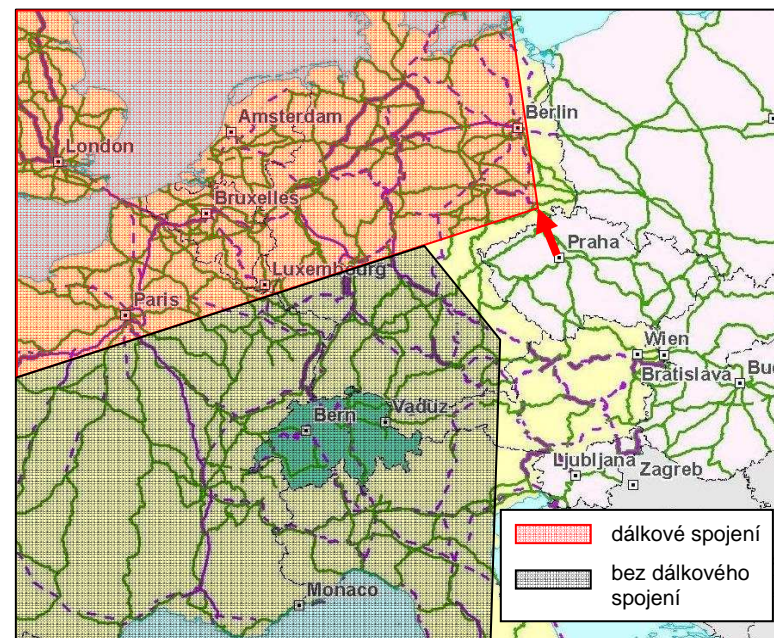 Amsterdam
Berlin
London
Bruxelles
Praha
Luxembourg
Paris
Wien
Bratislava
Bu
Bern
Vaduz
Ljubljana
Zagreb
Monaco
dálkové spojení
bez dálkového
spojení